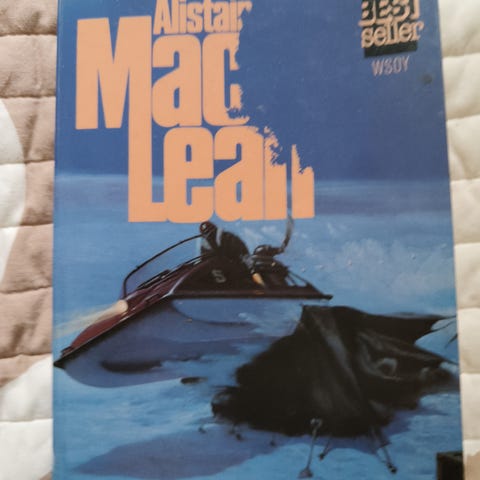 Alistair
Mac
Lean
BEST
seller
WSOY
S